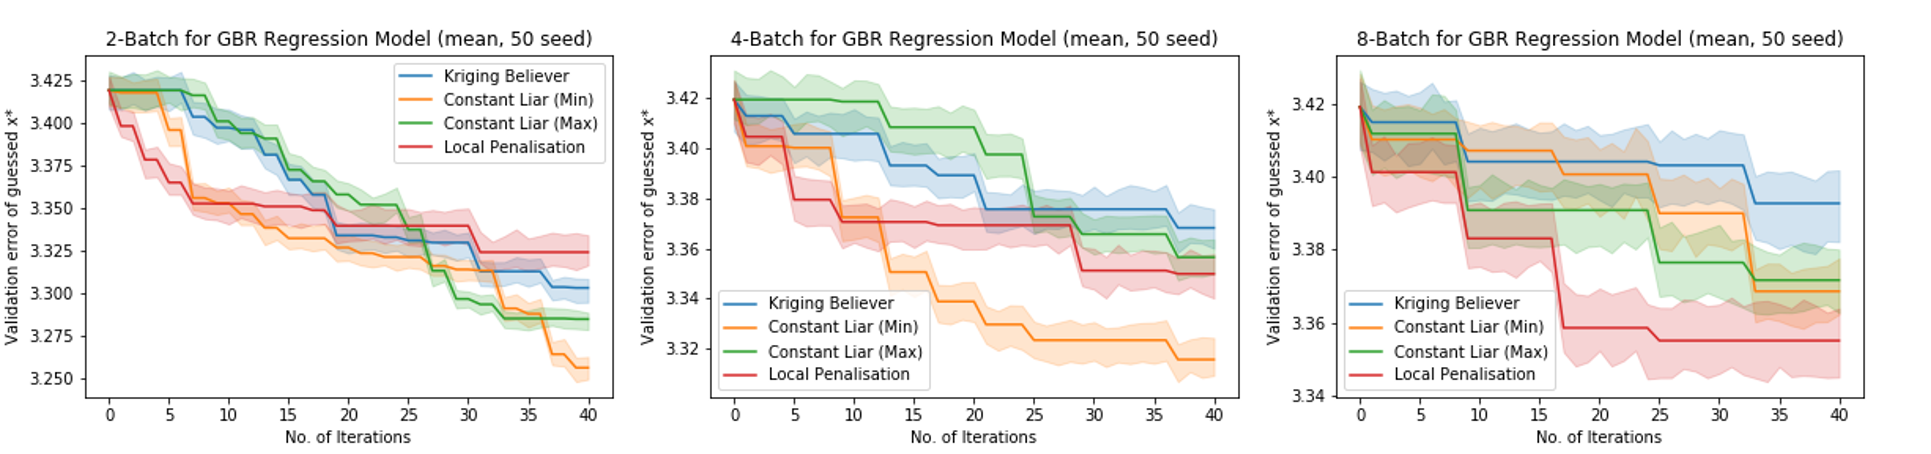 2-Batch for GBR Regression Model (mean, 50 seed)
Validation error of guessed x*
3.425
3.400
3.375
3.350
3.325
3.300
3.275
3.250
Kriging Believer
Constant Liar (Min)
Constant Liar (Max)
Local Penalisation
0 5 10 15 20 25 30 35 40
No. of Iterations
4-Batch for GBR Regression Model (mean, 50 seed)
Validation error of guessed x*
3.42
3.40
3.38
3.36
3.34
3.32
Kriging Believer
Constant Liar (Min)
Constant Liar (Max)
Local Penalisation
0 5 10 15 20 25 30 35 40
No. of Iterations
8-Batch for GBR Regression Model (mean, 50 seed)
Validation error of guessed x*
3.42
3.40
3.38
3.36
3.34
Kriging Believer
Constant Liar (Min)
Constant Liar (Max)
Local Penalisation
0 5 10 15 20 25 30 35 40
No. of Iterations